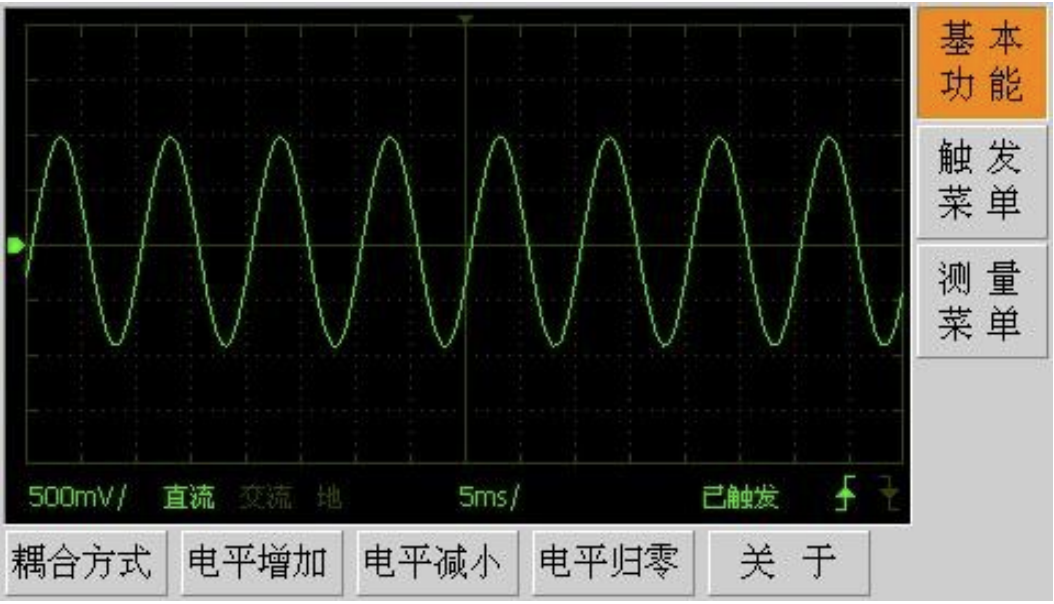 基 本
功 能
触 发
菜 单
测 量
菜 单
500mV/ 直流 交流 地 5ms/ 已触发
耦合方式 电平增加 电平减小 电平归零 关 于